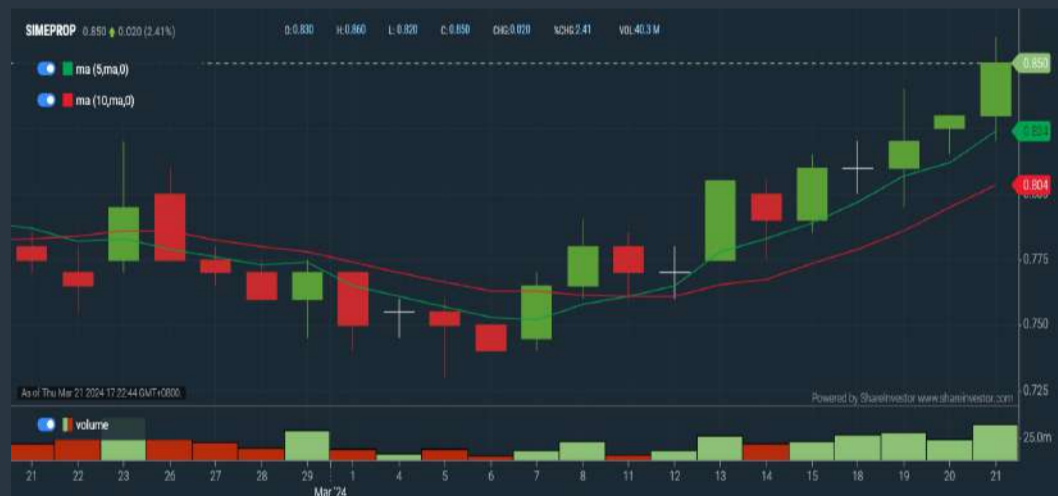 SIMEPROP 0.850 0.020 (2.41%) O: 0.830 H: 0.860 L: 0.820 C: 0.850 CHG: 0.020 %CHG: 2.41 VOL: 40.3 M
ma (5,ma,0)
ma (10,ma,0)
0.850
0.824
0.804
0.800
0.775
0.750
0.725
As of Thu Mar 21 2024 17:22:44 GMT+0800.
Powered by ShareInvestor www.shareinvestor.com
volume
25.0m
21 22 23 26 27 28 29 1 4 5 6 7 8 11 12 13 14 15 18 19 20 21
Mar '24